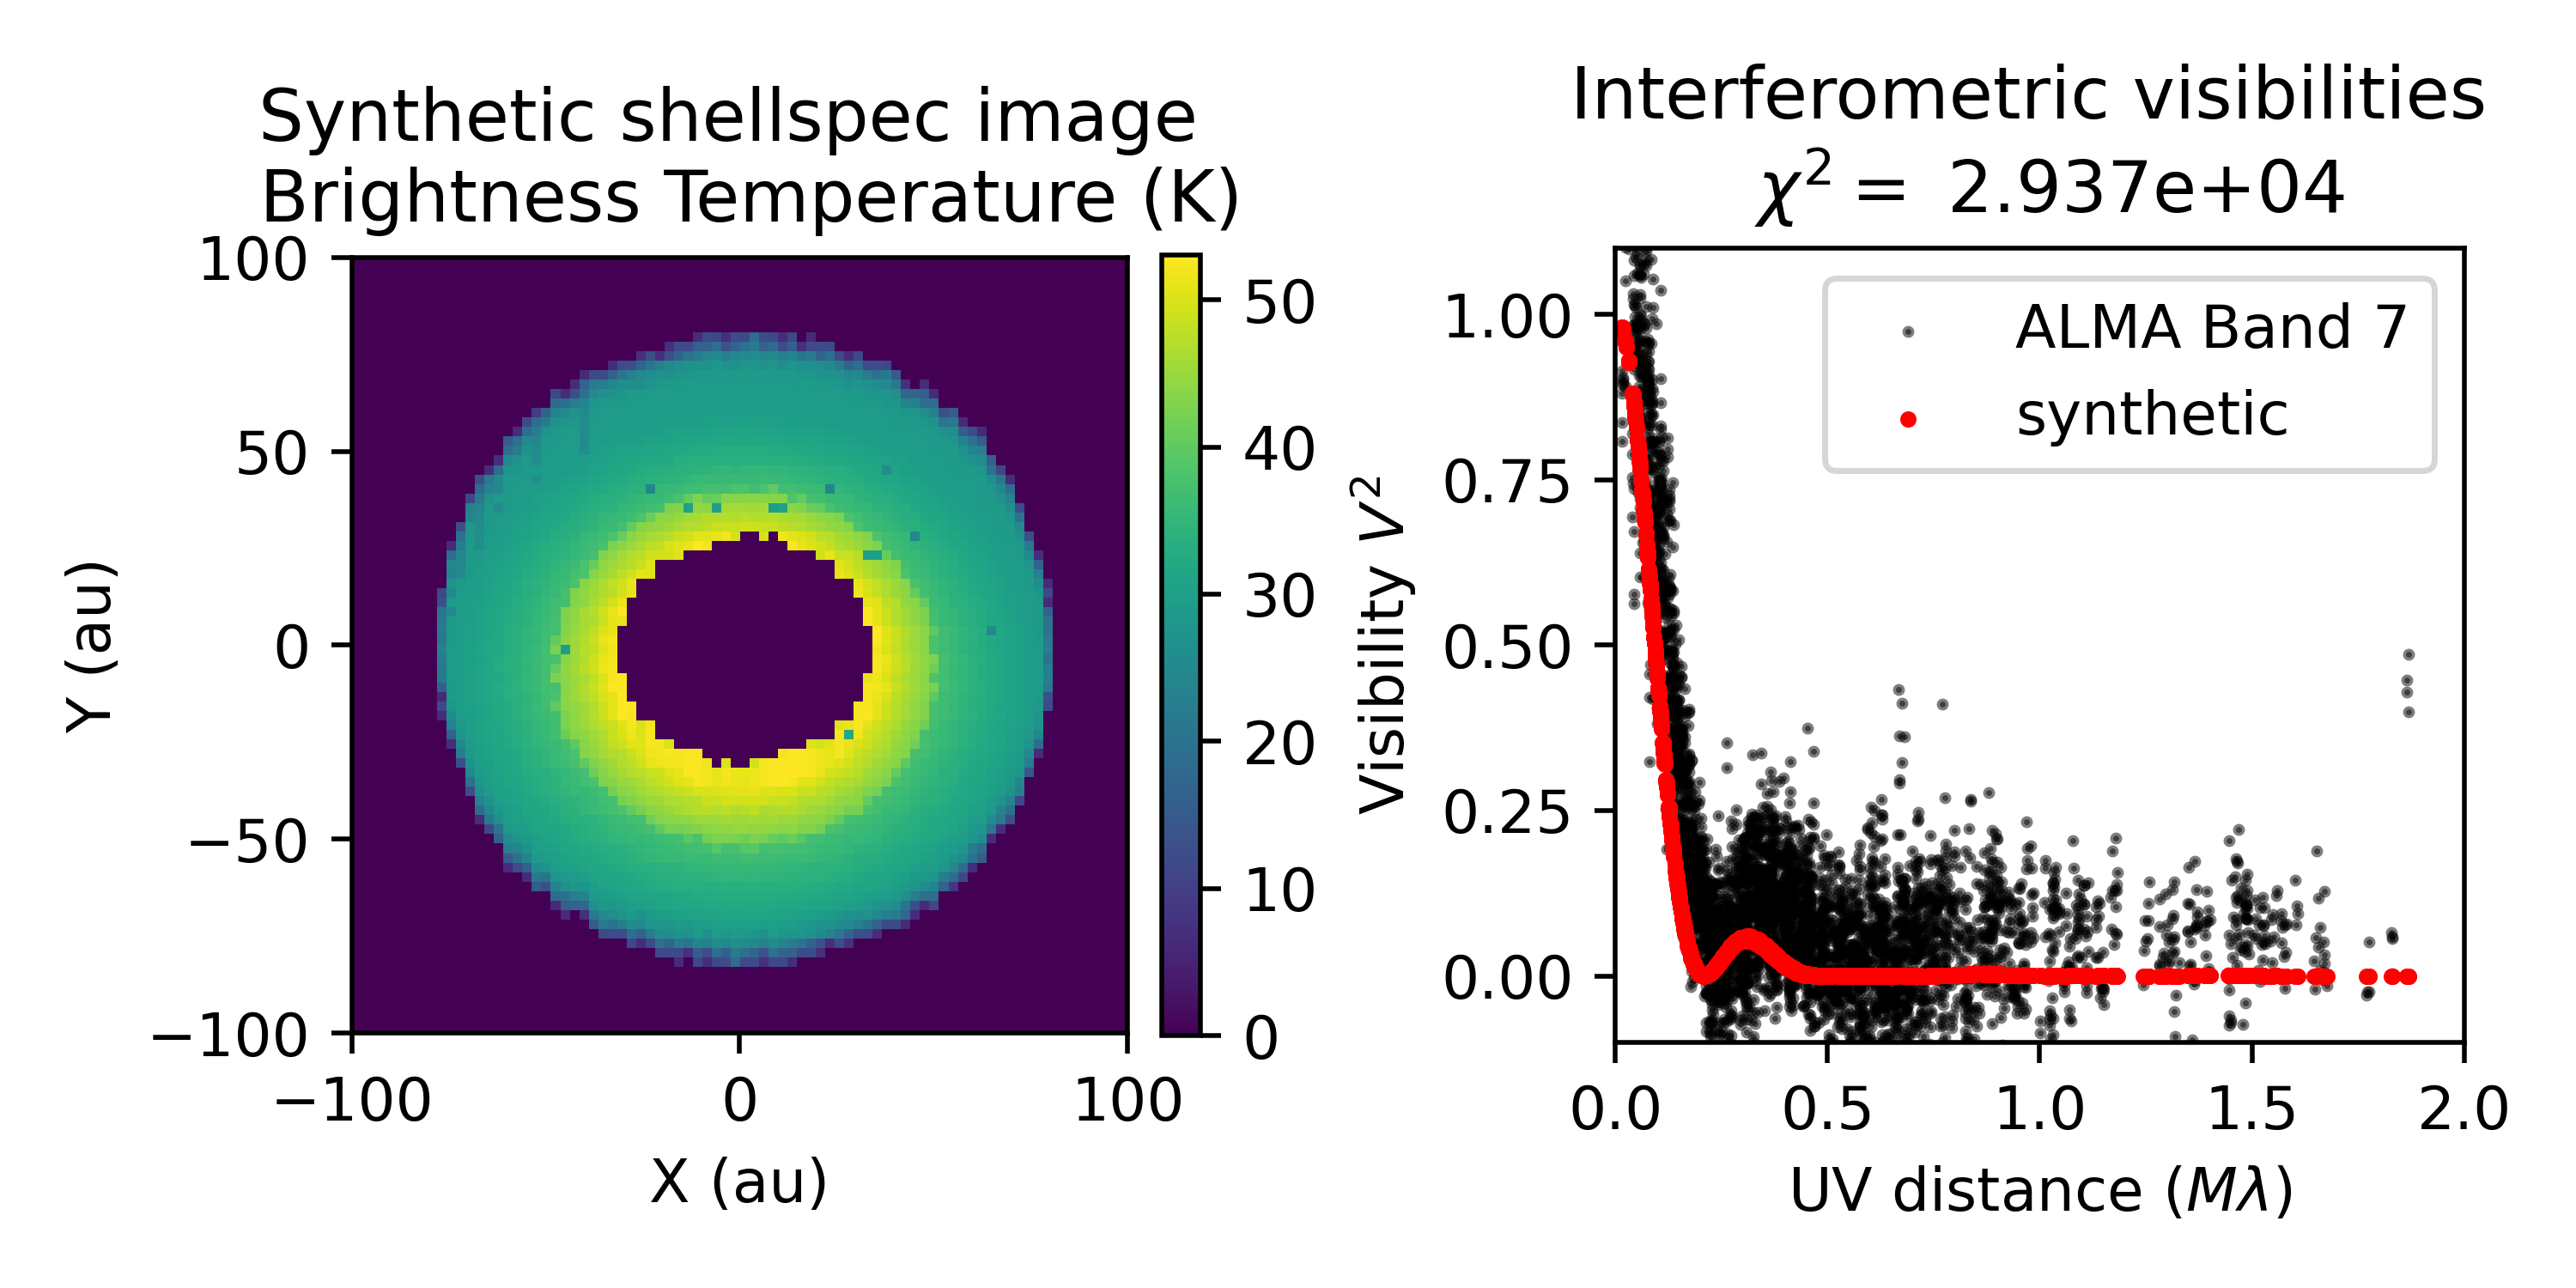 Synthetic shellspec image
Brightness Temperature (K)
100
50
0
−50
−100
Y (au)
−100
0
100
X (au)
50
40
30
20
10
0
Interferometric visibilities
χ² = 2.937e+04
ALMA Band 7
synthetic
1.00
0.75
0.50
0.25
0.00
Visibility V²
0.0
0.5
1.0
1.5
2.0
UV distance (Mλ)